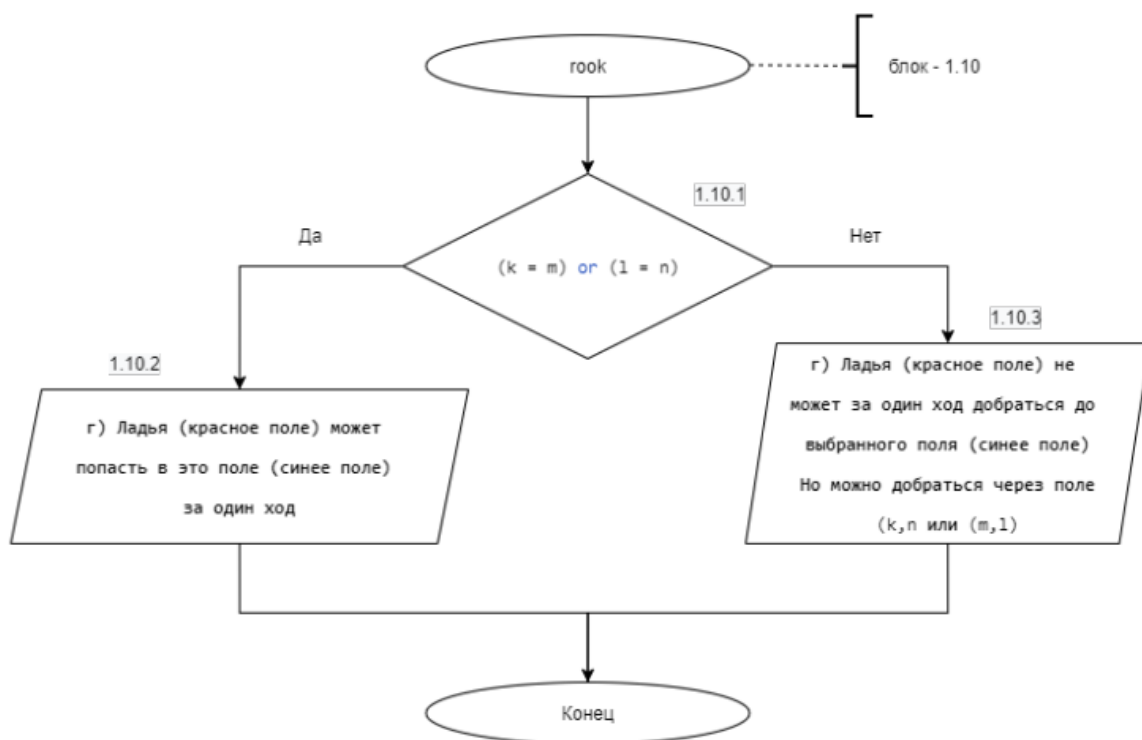 rook
блок - 1.10
1.10.1
Да
Нет
(k = m) or (l = n)
1.10.2
г) Ладья (красное поле) может
попасть в это поле (синее поле)
за один ход
1.10.3
г) Ладья (красное поле) не
может за один ход добраться до
выбранного поля (синее поле)
Но можно добраться через поле
(k,n или (m,l)
Конец